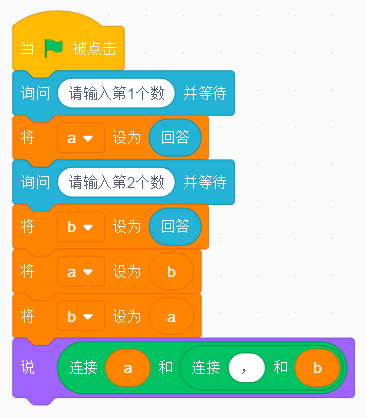 当 被点击
询问 请输入第1个数 并等待
将 a 设为 回答
询问 请输入第2个数 并等待
将 b 设为 回答
将 a 设为 b
将 b 设为 a
说 连接 a 和 连接 ， 和 b